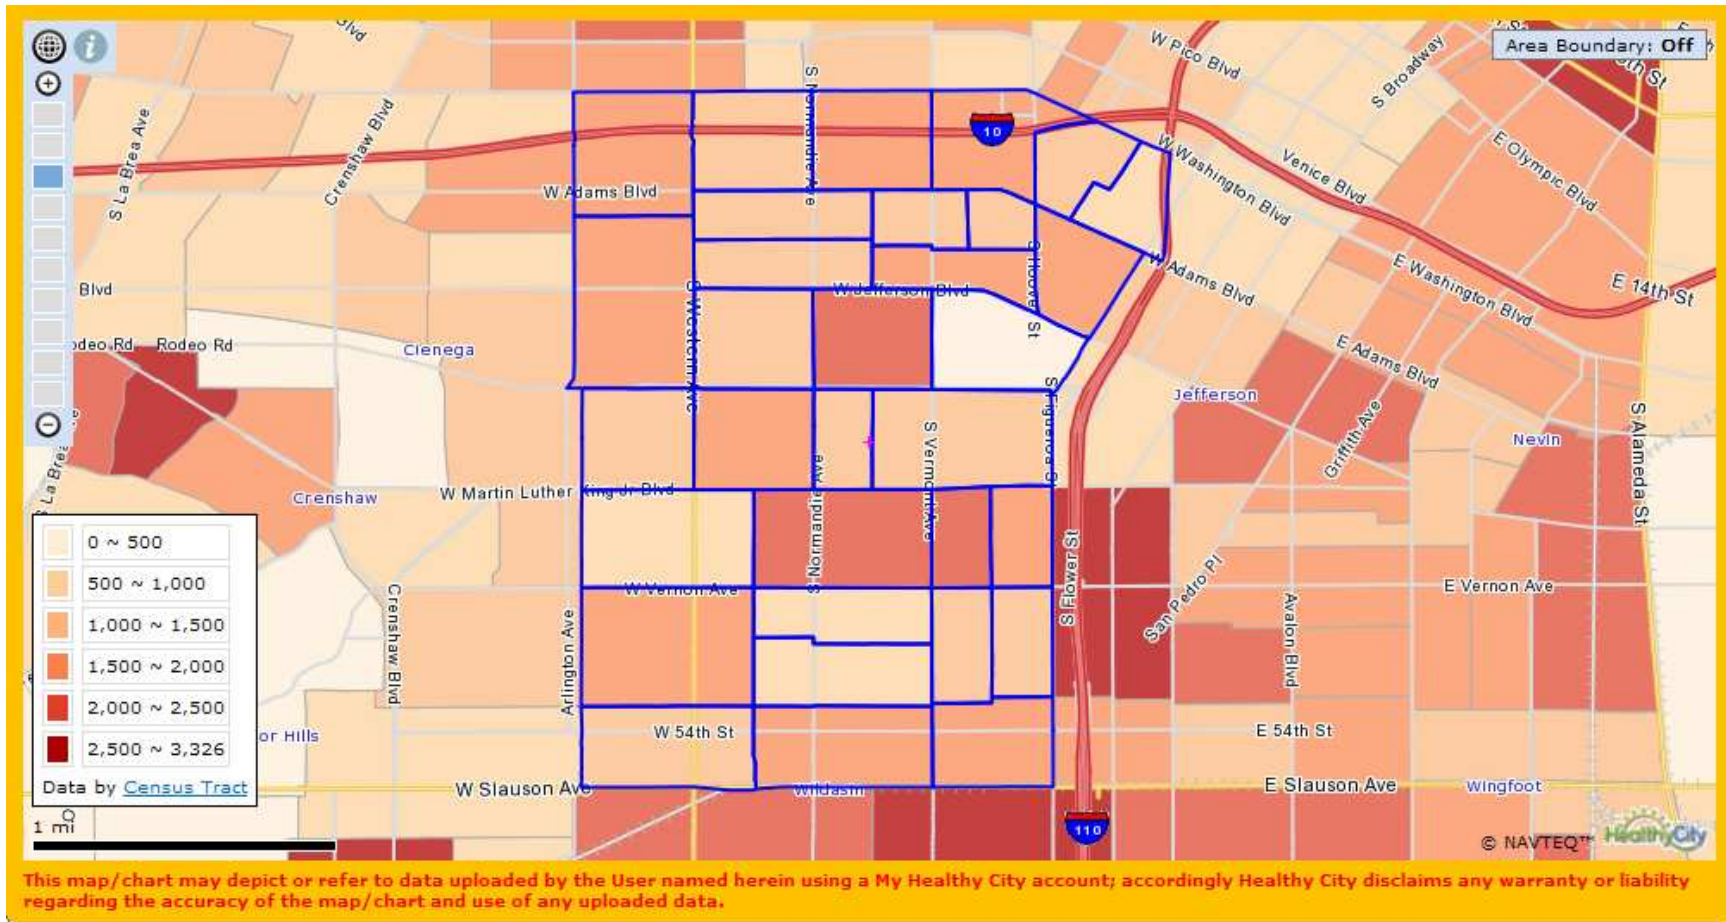 Blvd
S La Brea Ave
Crenshaw Blvd
S Normandie Ave
W Pico Blvd
S Broadway
Area Boundary: Off
10
W Adams Blvd
W Washington Blvd
Venice Blvd
E Olympic Blvd
Blvd
W Jefferson Blvd
S Hoover St
W Adams Blvd
E Washington Blvd
E 14th St
odeo Rd
Rodeo Rd
Cienega
S Western Ave
E Adams Blvd
Jefferson
S Figueroa St
Griffith Ave
Nevin
S Alameda St
S La Brea
Crenshaw
W Martin Luther King Jr Blvd
S Normandie Ave
S Vermont Ave
S Flower St
San Pedro Pl
0 ~ 500
500 ~ 1,000
1,000 ~ 1,500
1,500 ~ 2,000
2,000 ~ 2,500
2,500 ~ 3,326
Data by Census Tract
Crenshaw Blvd
Arlington Ave
W Vernon Ave
E Vernon Ave
Avalon Blvd
or Hills
W 54th St
E 54th St
W Slauson Ave
Wildasin
E Slauson Ave
Wingfoot
1 mi
110
© NAVTEQ™
HealthyCity
This map/chart may depict or refer to data uploaded by the User named herein using a My Healthy City account; accordingly Healthy City disclaims any warranty or liability
regarding the accuracy of the map/chart and use of any uploaded data.